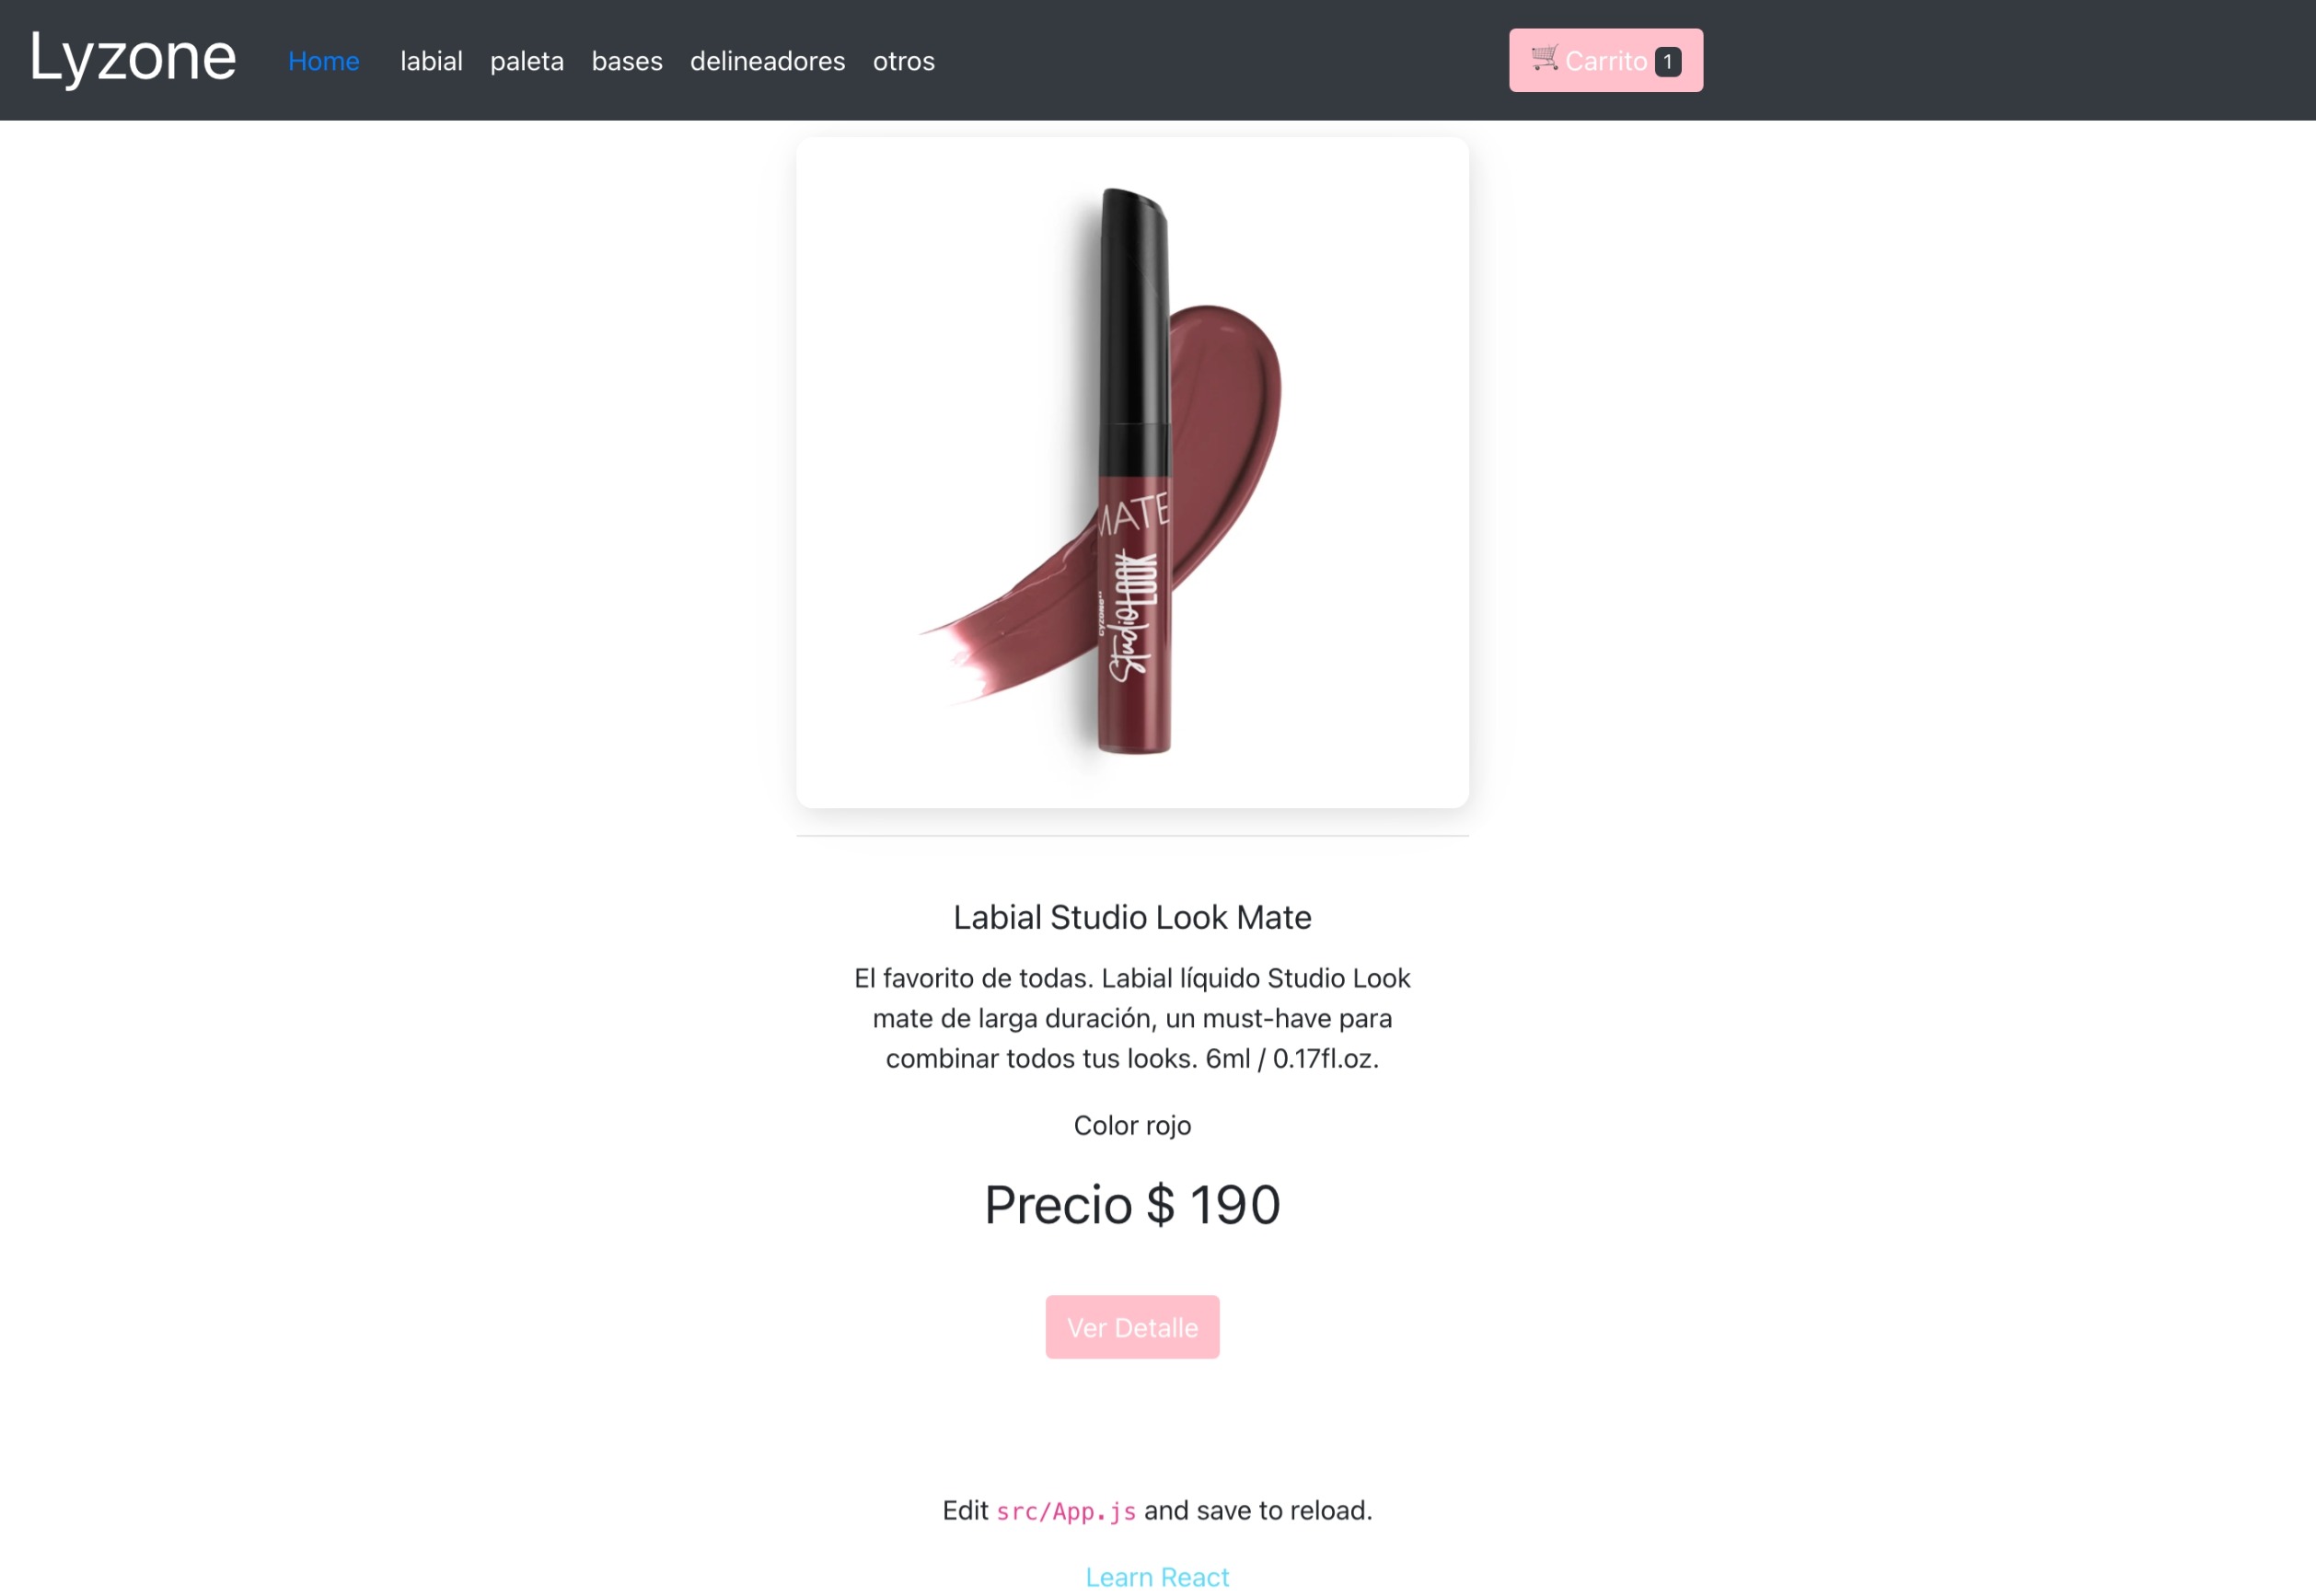 Lyzone
Home labial paleta bases delineadores otros
Carrito 1
MATE
CYZONE
Studio LOOK
Labial Studio Look Mate
El favorito de todas. Labial líquido Studio Look
mate de larga duración, un must-have para
combinar todos tus looks. 6ml / 0.17fl.oz.
Color rojo
Precio $ 190
Ver Detalle
Edit src/App.js and save to reload.
Learn React